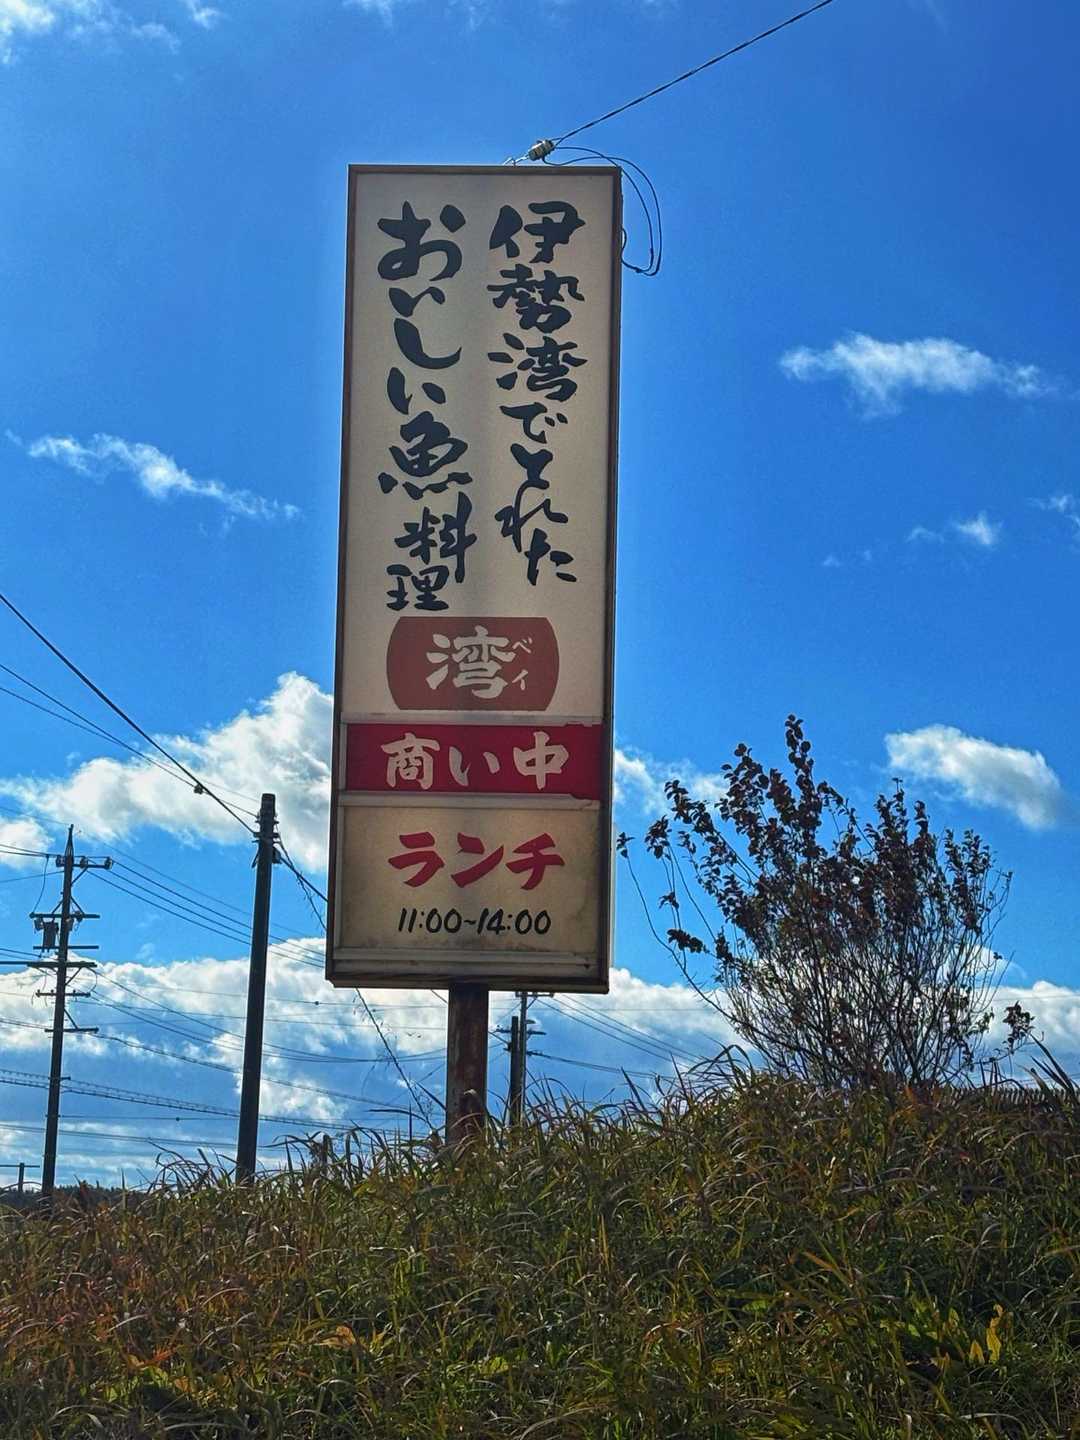 伊勢湾でとれた
おいしい魚料理
湾
ベイ
商い中
ランチ
11:00~14:00